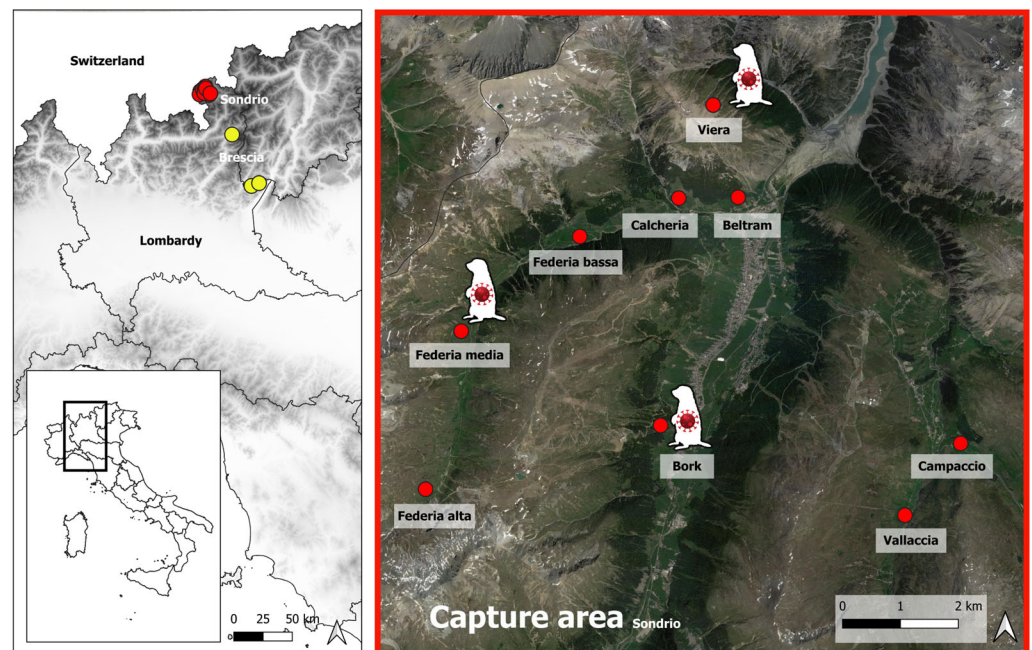 Switzerland
Sondrio
Brescia
Lombardy
0 25 50 km
0
Viera
Calcheria
Beltram
Federia bassa
Federia media
Bork
Campaccio
Federia alta
Vallaccia
Capture area Sondrio
0 1 2 km